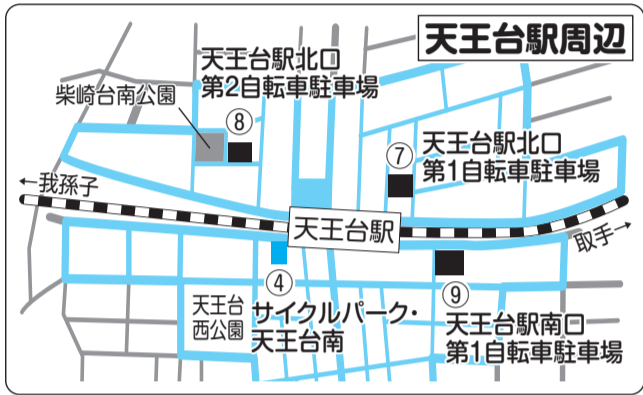 天王台駅周辺
天王台駅北口
第2自転車駐車場
柴崎台南公園
⑧
⑦
天王台駅北口
第1自転車駐車場
←我孫子
天王台駅
取手→
④
サイクルパーク・
天王台南
天王台
西公園
⑨
天王台駅南口
第1自転車駐車場